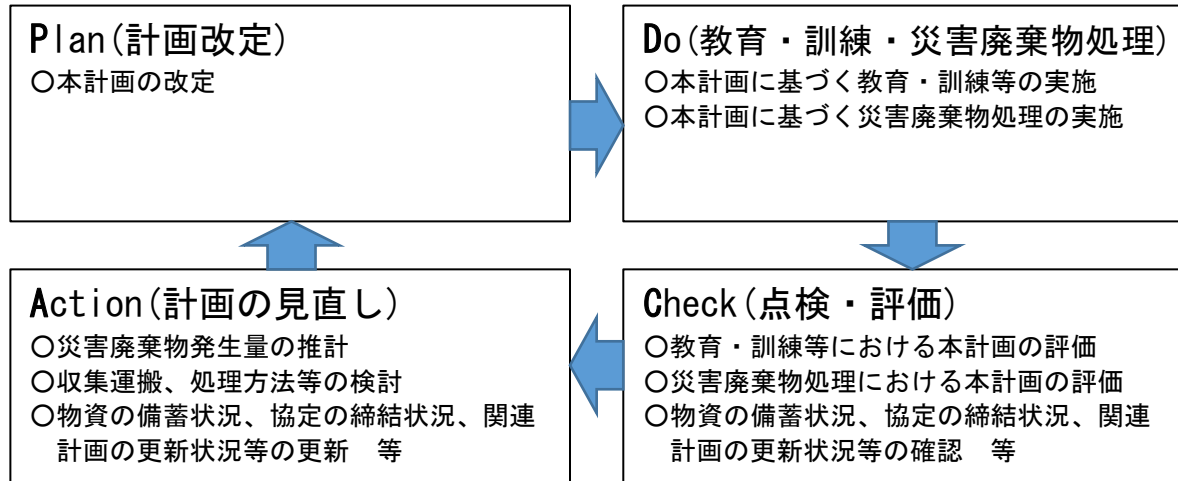 Plan(計画改定)
〇本計画の改定
Do(教育・訓練・災害廃棄物処理)
〇本計画に基づく教育・訓練等の実施
〇本計画に基づく災害廃棄物処理の実施
Check(点検・評価)
〇教育・訓練等における本計画の評価
〇災害廃棄物処理における本計画の評価
〇物資の備蓄状況、協定の締結状況、関連
計画の更新状況等の確認　等
Action(計画の見直し)
〇災害廃棄物発生量の推計
〇収集運搬、処理方法等の検討
〇物資の備蓄状況、協定の締結状況、関連
計画の更新状況等の更新　等